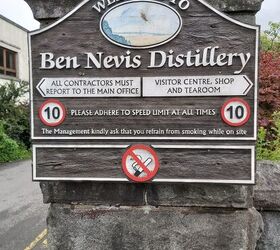 WELCOME TO
Ben Nevis Distillery
ALL CONTRACTORS MUST
REPORT TO THE MAIN OFFICE
VISITOR CENTRE, SHOP
AND TEAROOM
10
PLEASE ADHERE TO SPEED LIMIT AT ALL TIMES
10
The Management kindly ask that you refrain from smoking while on site